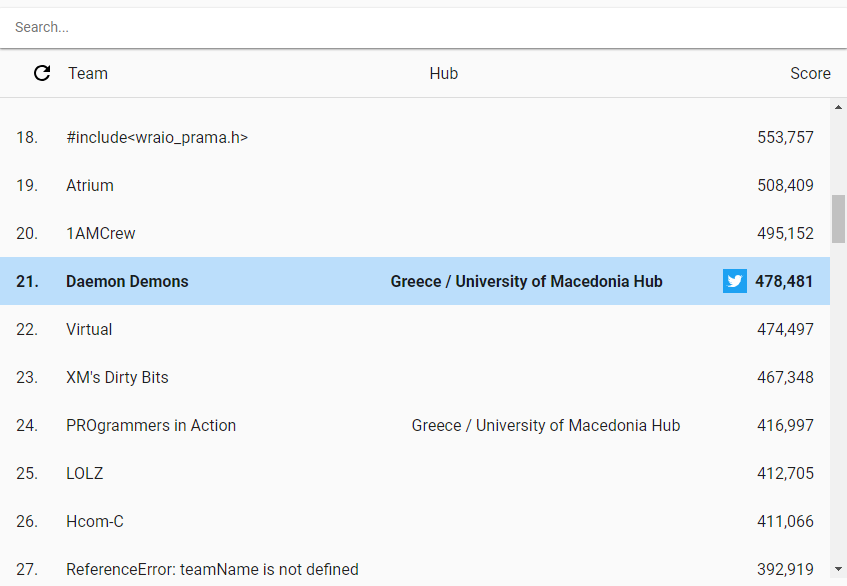 Search...
Team Hub Score
18. #include<wraio_prama.h> 553,757
19. Atrium 508,409
20. 1AMCrew 495,152
21. Daemon Demons Greece / University of Macedonia Hub 478,481
22. Virtual 474,497
23. XM's Dirty Bits 467,348
24. PROgrammers in Action Greece / University of Macedonia Hub 416,997
25. LOLZ 412,705
26. Hcom-C 411,066
27. ReferenceError: teamName is not defined 392,919